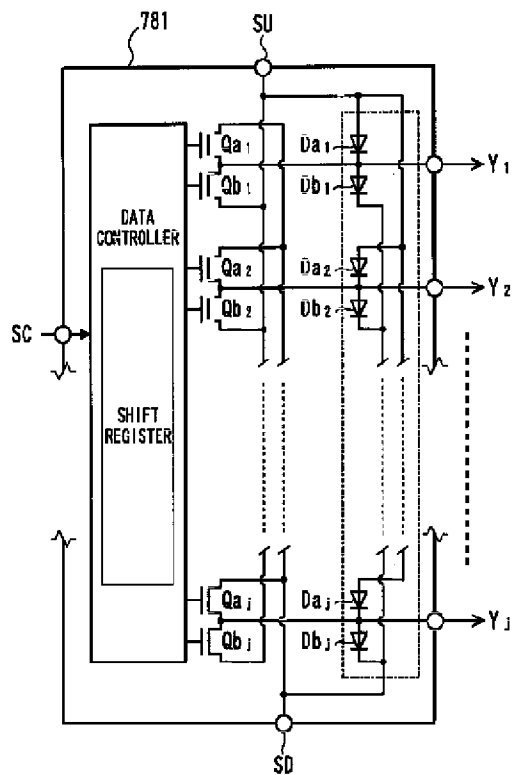 781
SU
Qa1
Da1
Y1
Qb1
Db1
DATA
CONTROLLER
Qa2
Da2
Y2
Qb2
Db2
SC
SHIFT
REGISTER
Qaj
Daj
Yj
Qbj
Dbj
SD